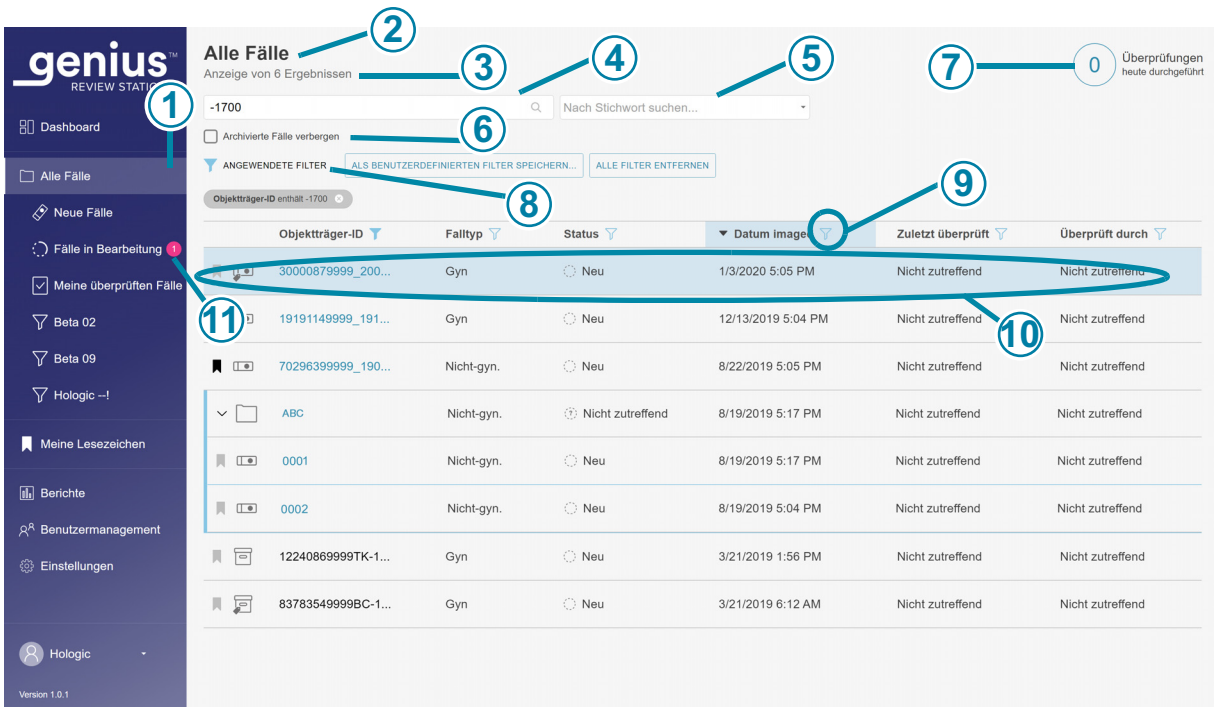 genius™
REVIEW STATI
Dashboard
Alle Fälle
Neue Fälle
Fälle in Bearbeitung 1
Meine überprüften Fälle
Beta 02
Beta 09
Hologic --!
Meine Lesezeichen
Berichte
Benutzermanagement
Einstellungen
Hologic
Version 1.0.1
1
11
Alle Fälle
2
Anzeige von 6 Ergebnissen
3
4
5
7
0
Überprüfungen
heute durchgeführt
-1700
Nach Stichwort suchen...
Archivierte Fälle verbergen
6
ANGEWENDETE FILTER ALS BENUTZERDEFINIERTEN FILTER SPEICHERN... ALLE FILTER ENTFERNEN
8
9
Objektträger-ID enthält -1700
Objektträger-ID Falltyp Status Datum imaged Zuletzt überprüft Überprüft durch
30000879999_200... Gyn Neu 1/3/2020 5:05 PM Nicht zutreffend Nicht zutreffend
10
19191149999_191... Gyn Neu 12/13/2019 5:04 PM Nicht zutreffend Nicht zutreffend
70296399999_190... Nicht-gyn. Neu 8/22/2019 5:05 PM Nicht zutreffend Nicht zutreffend
ABC Nicht-gyn. Nicht zutreffend 8/19/2019 5:17 PM Nicht zutreffend Nicht zutreffend
0001 Nicht-gyn. Neu 8/19/2019 5:17 PM Nicht zutreffend Nicht zutreffend
0002 Nicht-gyn. Neu 8/19/2019 5:04 PM Nicht zutreffend Nicht zutreffend
12240869999TK-1... Gyn Neu 3/21/2019 1:56 PM Nicht zutreffend Nicht zutreffend
83783549999BC-1... Gyn Neu 3/21/2019 6:12 AM Nicht zutreffend Nicht zutreffend